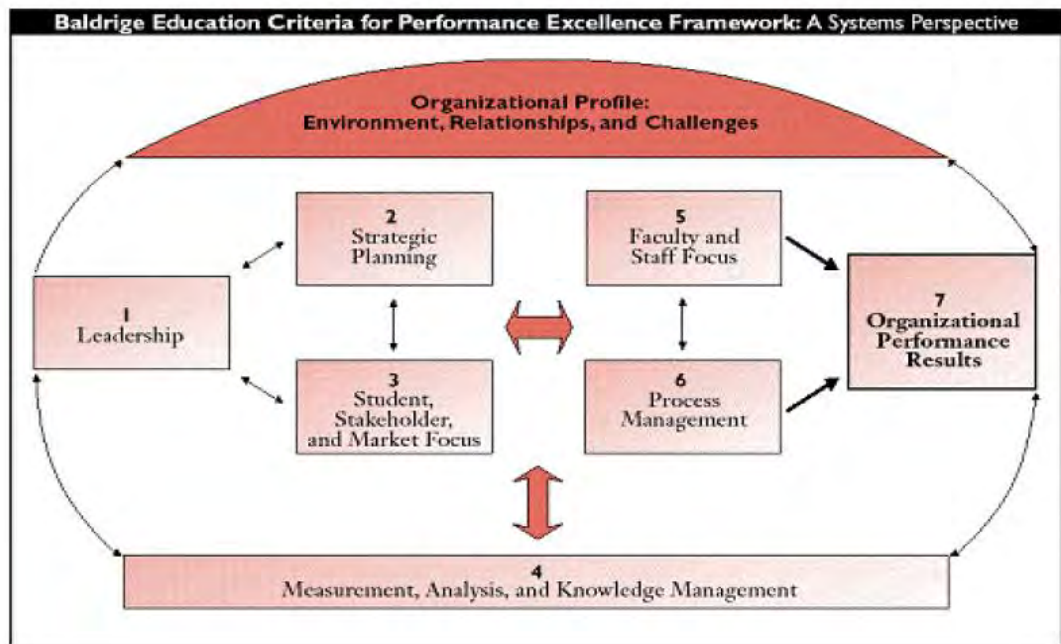 Baldrige Education Criteria for Performance Excellence Framework: A Systems Perspective
Organizational Profile:
Environment, Relationships, and Challenges
1
Leadership
2
Strategic
Planning
3
Student,
Stakeholder,
and Market Focus
5
Faculty and
Staff Focus
6
Process
Management
7
Organizational
Performance
Results
4
Measurement, Analysis, and Knowledge Management